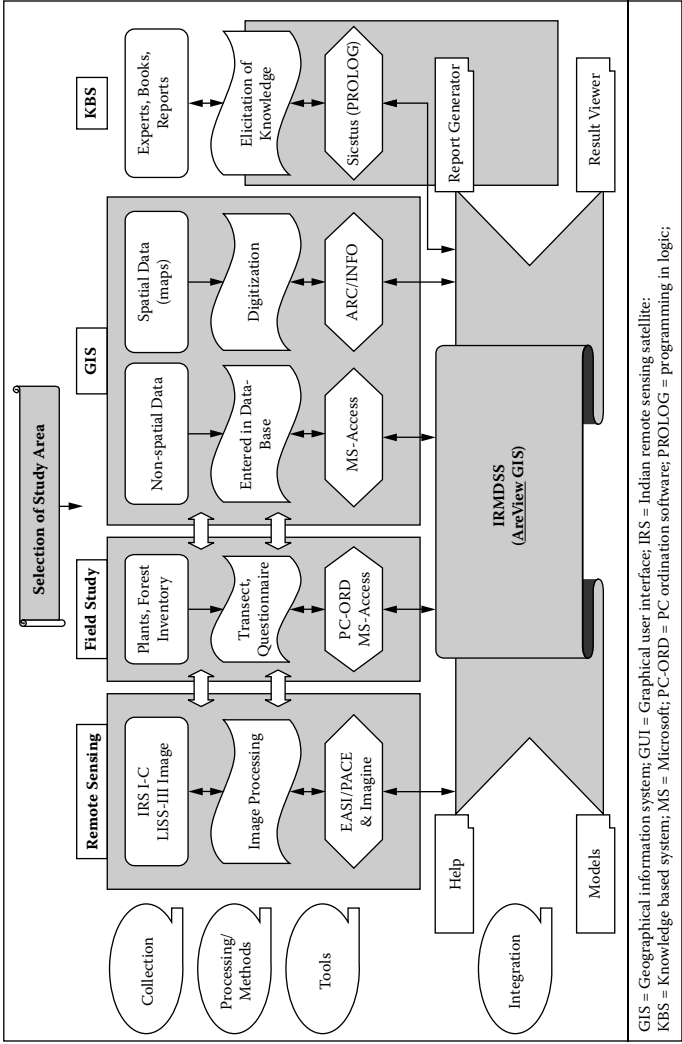 Selection of Study Area
Remote Sensing
Field Study
GIS
KBS
Collection
IRS I-C
LISS-III Image
Plants, Forest
Inventory
Non-spatial Data
Spatial Data
(maps)
Experts, Books,
Reports
Processing/
Methods
Image Processing
Transect,
Questionnaire
Entered in Data-
Base
Digitization
Elicitation of
Knowledge
Tools
EASI/PACE
& Imagine
PC-ORD
MS-Access
MS-Access
ARC/INFO
Sicstus (PROLOG)
Help
Report Generator
Integration
IRMDSS
(AreView GIS)
Models
Result Viewer
GIS = Geographical information system; GUI = Graphical user interface; IRS = Indian remote sensing satellite:
KBS = Knowledge based system; MS = Microsoft; PC-ORD = PC ordination software; PROLOG = programming in logic;